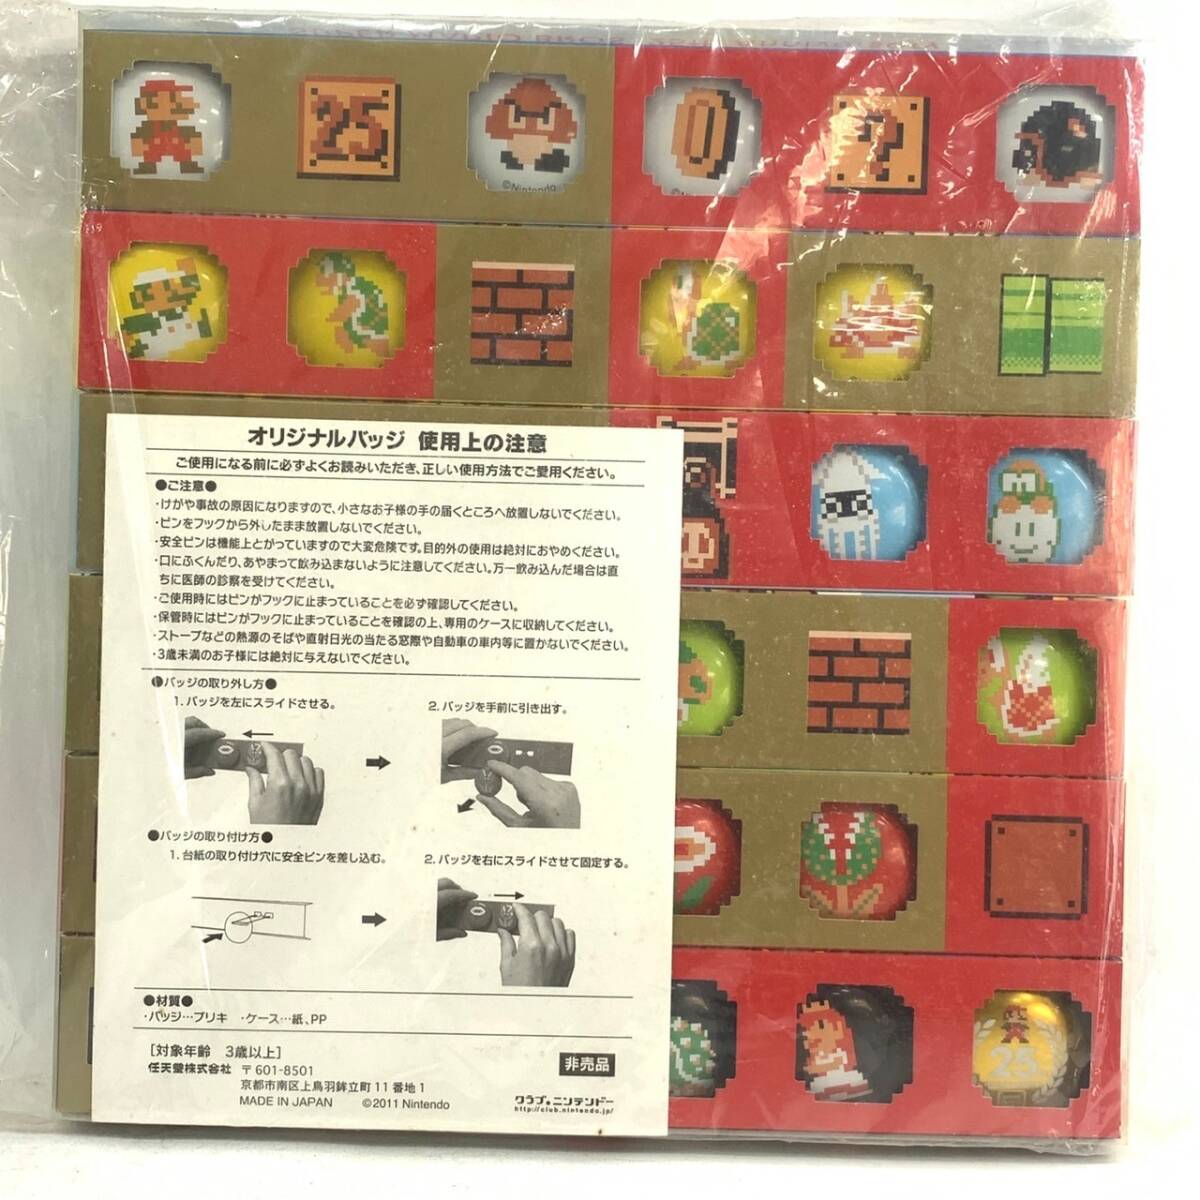 25
©Nintendo
オリジナルバッジ 使用上の注意
ご使用になる前に必ずよくお読みいただき、正しい使用方法でご愛用ください。
●ご注意●
・けがや事故の原因になりますので、小さなお子様の手の届くところへ放置しないでください。
・ピンをフックから外したまま放置しないでください。
・安全ピンは機能上とがっていますので大変危険です。目的外の使用は絶対におやめください。
・口にふくんだり、あやまって飲み込まないように注意してください。万一飲み込んだ場合は直
ちに医師の診察を受けてください。
・ご使用時にはピンがフックに止まっていることを必ず確認してください。
・保管時にはピンがフックに止まっていることを確認の上、専用のケースに収納してください。
・ストーブなどの熱源のそばや直射日光の当たる窓際や自動車の車内等に置かないでください。
・3歳未満のお子様には絶対に与えないでください。
●バッジの取り外し方●
1. バッジを左にスライドさせる。
2. バッジを手前に引き出す。
●バッジの取り付け方●
1. 台紙の取り付け穴に安全ピンを差し込む。
2. バッジを右にスライドさせて固定する。
●材質●
・バッジ…ブリキ ・ケース…紙、PP
[対象年齢 3歳以上]
任天堂株式会社 〒601-8501
京都市南区上鳥羽鉾立町11番地1
MADE IN JAPAN ©2011 Nintendo
非売品
クラブニンテンドー
http://club.nintendo.jp/
25